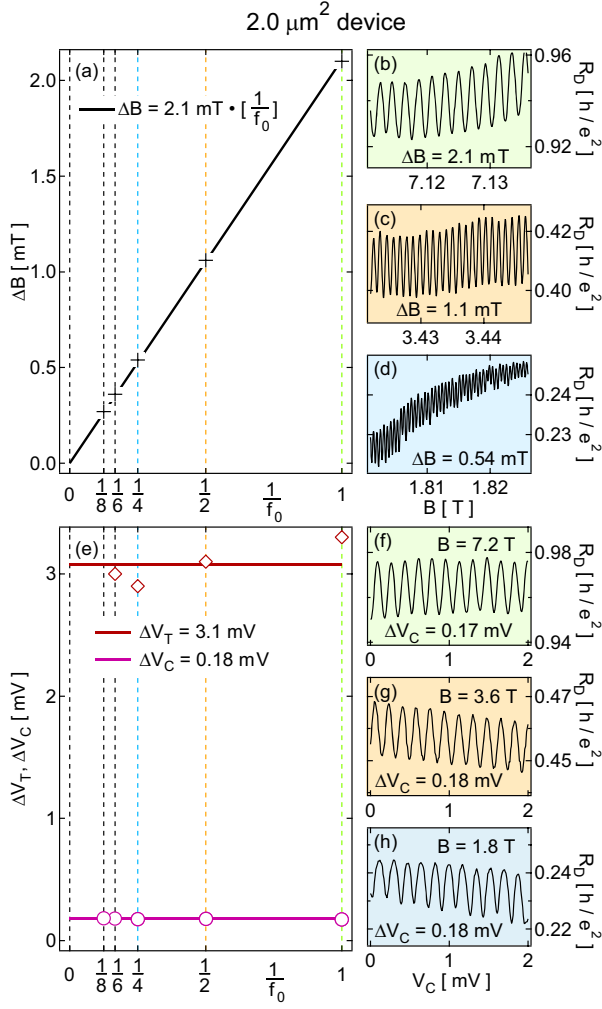 2.0 μm²  device
(a)
ΔB = 2.1 mT • [1/f₀]
ΔB [ mT ]
2.0
1.5
1.0
0.5
0.0
0
1/8
1/6
1/4
1/2
1/f₀
1
(b)
ΔB = 2.1 mT
0.96
0.92
R_D [ h / e² ]
7.12
7.13
(c)
ΔB = 1.1 mT
0.42
0.40
R_D [ h / e² ]
3.43
3.44
(d)
ΔB = 0.54 mT
0.24
0.23
R_D [ h / e² ]
1.81
1.82
B [ T ]
(e)
ΔV_T = 3.1 mV
ΔV_C = 0.18 mV
ΔV_T, ΔV_C [ mV ]
3
2
1
0
0
1/8
1/6
1/4
1/2
1/f₀
1
(f)
B = 7.2 T
ΔV_C = 0.17 mV
0.98
0.94
R_D [ h / e² ]
0
1
2
(g)
B = 3.6 T
ΔV_C = 0.18 mV
0.47
0.45
R_D [ h / e² ]
0
1
2
(h)
B = 1.8 T
ΔV_C = 0.18 mV
0.24
0.22
R_D [ h / e² ]
0
1
2
V_C [ mV ]